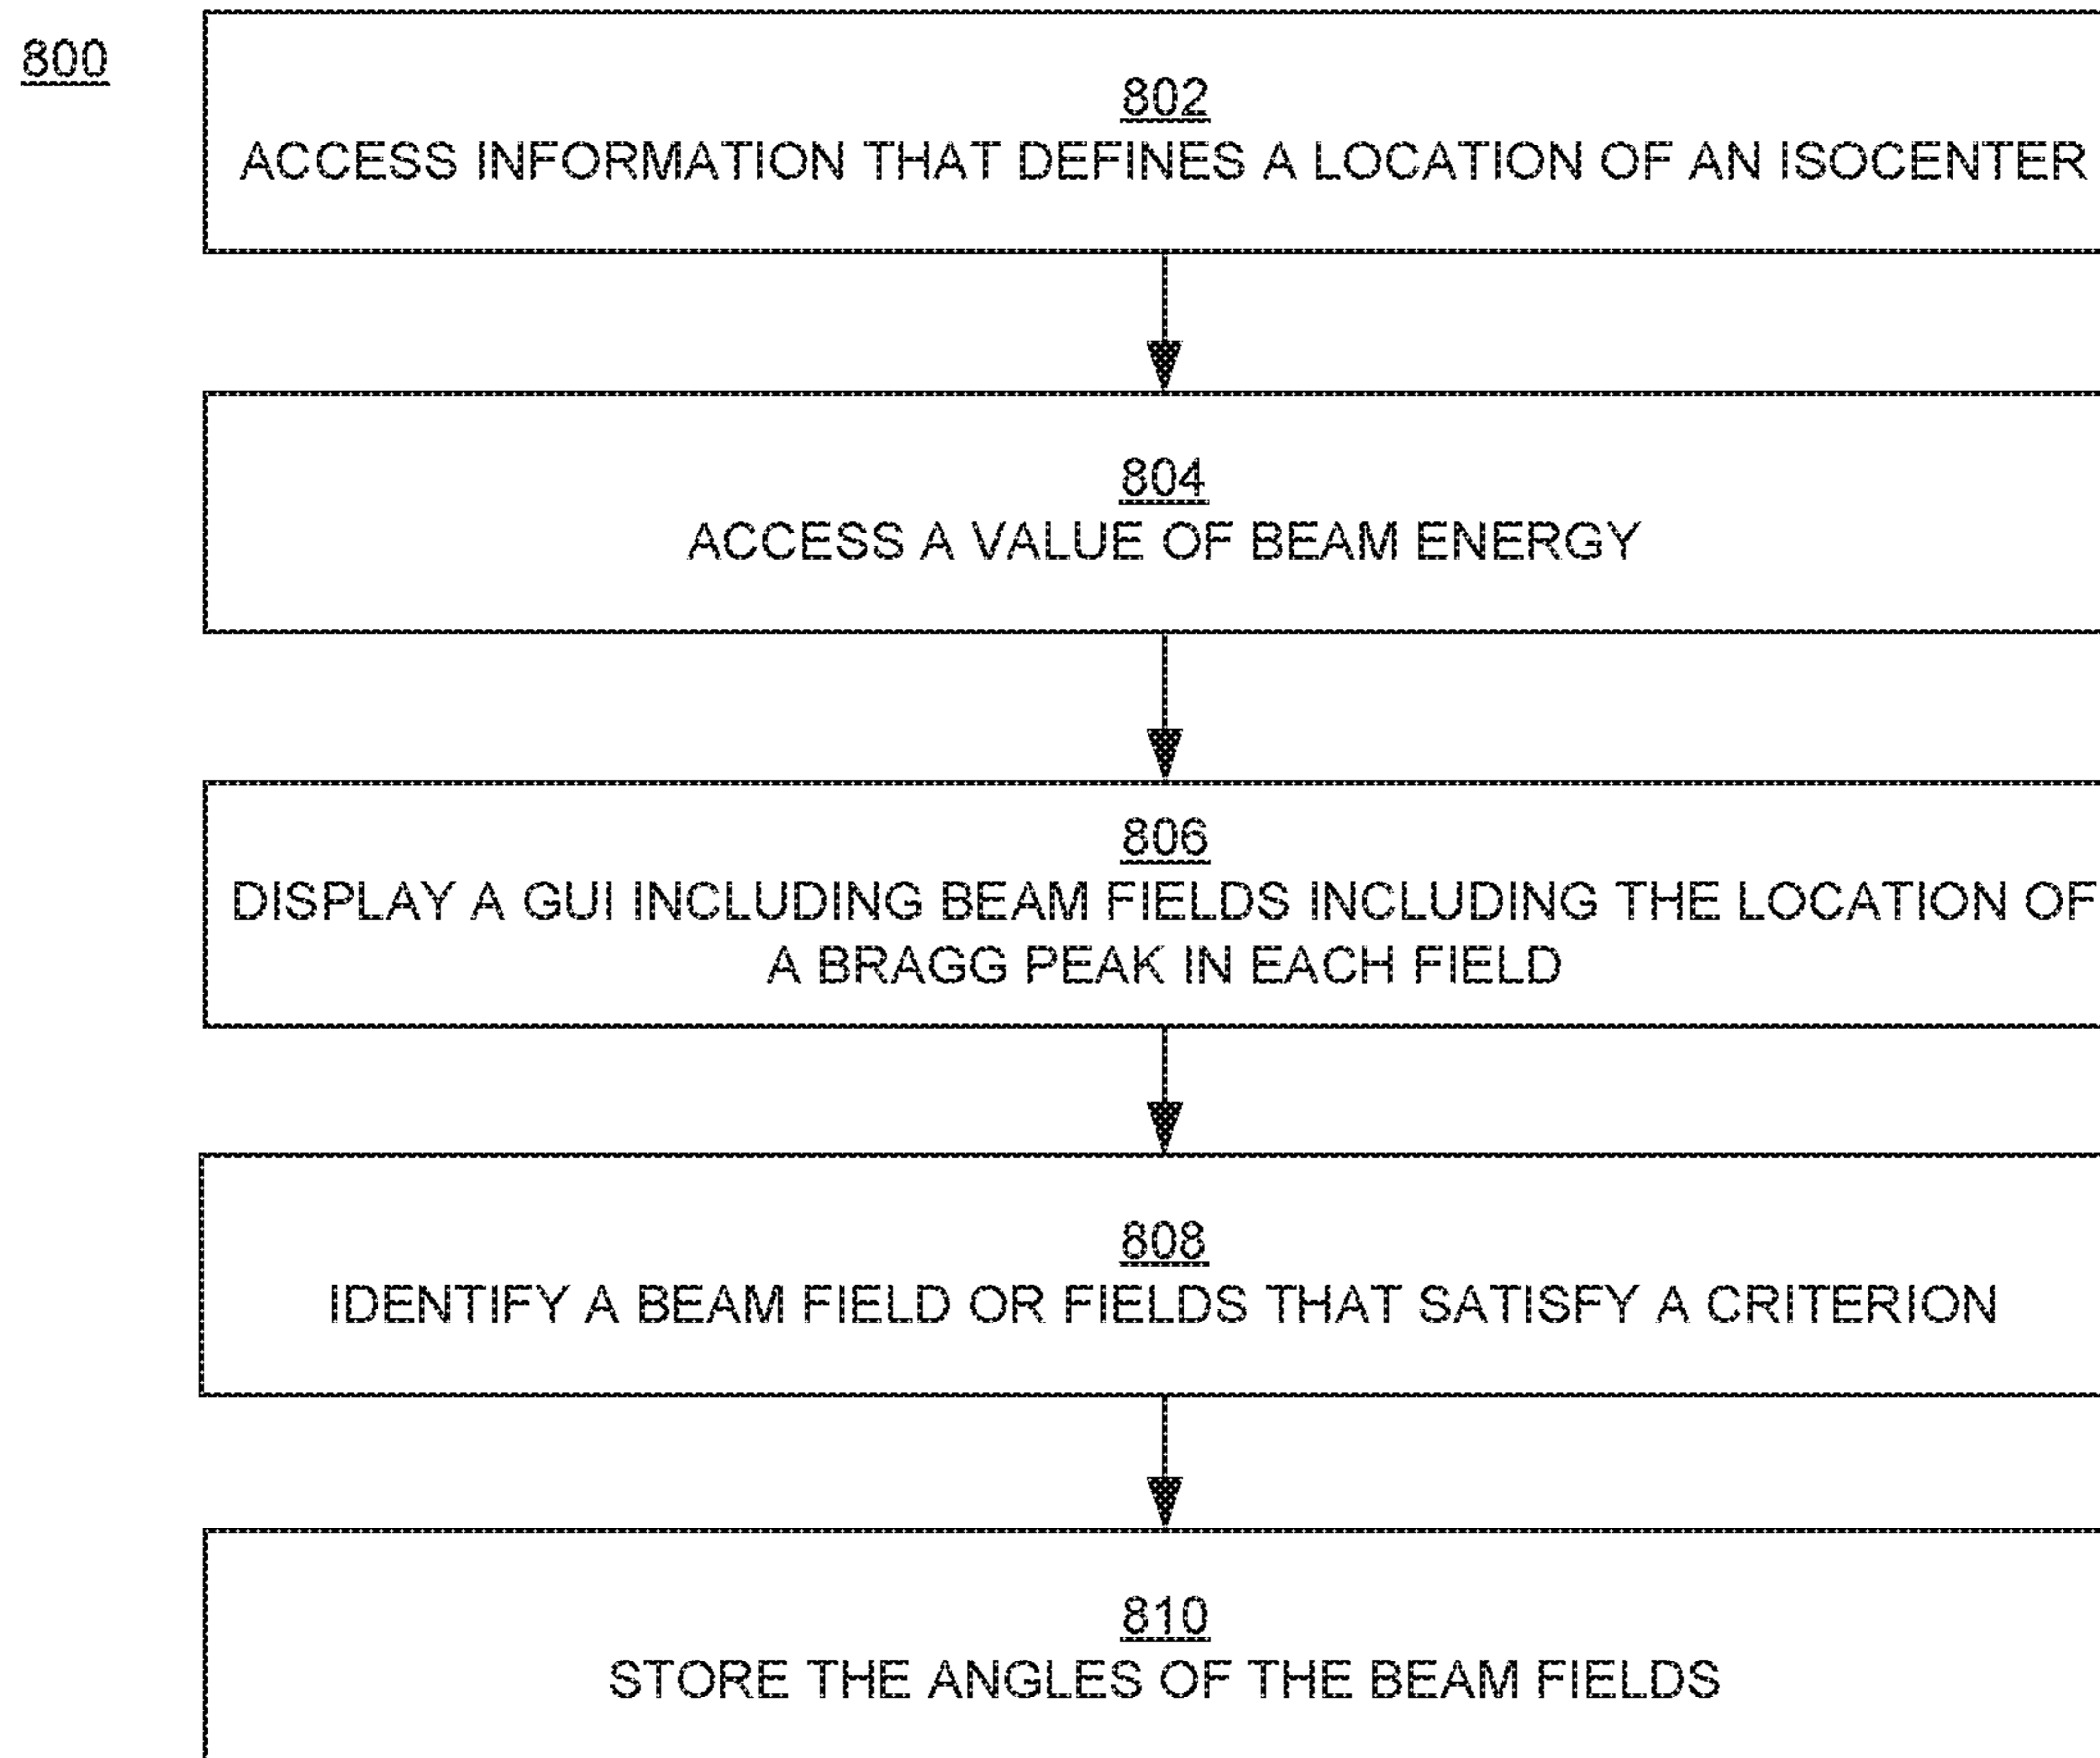 800
802
ACCESS INFORMATION THAT DEFINES A LOCATION OF AN ISOCENTER
804
ACCESS A VALUE OF BEAM ENERGY
806
DISPLAY A GUI INCLUDING BEAM FIELDS INCLUDING THE LOCATION OF
A BRAGG PEAK IN EACH FIELD
808
IDENTIFY A BEAM FIELD OR FIELDS THAT SATISFY A CRITERION
810
STORE THE ANGLES OF THE BEAM FIELDS